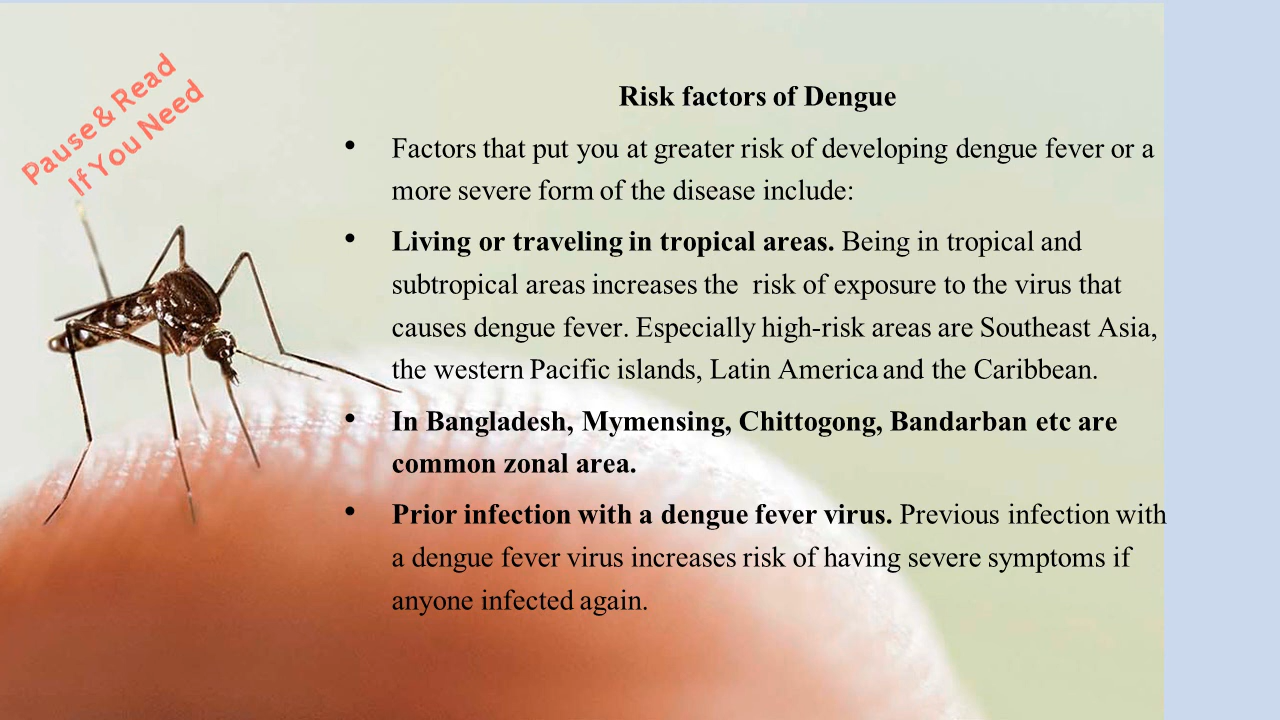 Pause & Read
If You Need
Risk factors of Dengue
• Factors that put you at greater risk of developing dengue fever or a
more severe form of the disease include:
• Living or traveling in tropical areas. Being in tropical and
subtropical areas increases the  risk of exposure to the virus that
causes dengue fever. Especially high-risk areas are Southeast Asia,
the western Pacific islands, Latin America and the Caribbean.
• In Bangladesh, Mymensing, Chittogong, Bandarban etc are
common zonal area.
• Prior infection with a dengue fever virus. Previous infection with
a dengue fever virus increases risk of having severe symptoms if
anyone infected again.